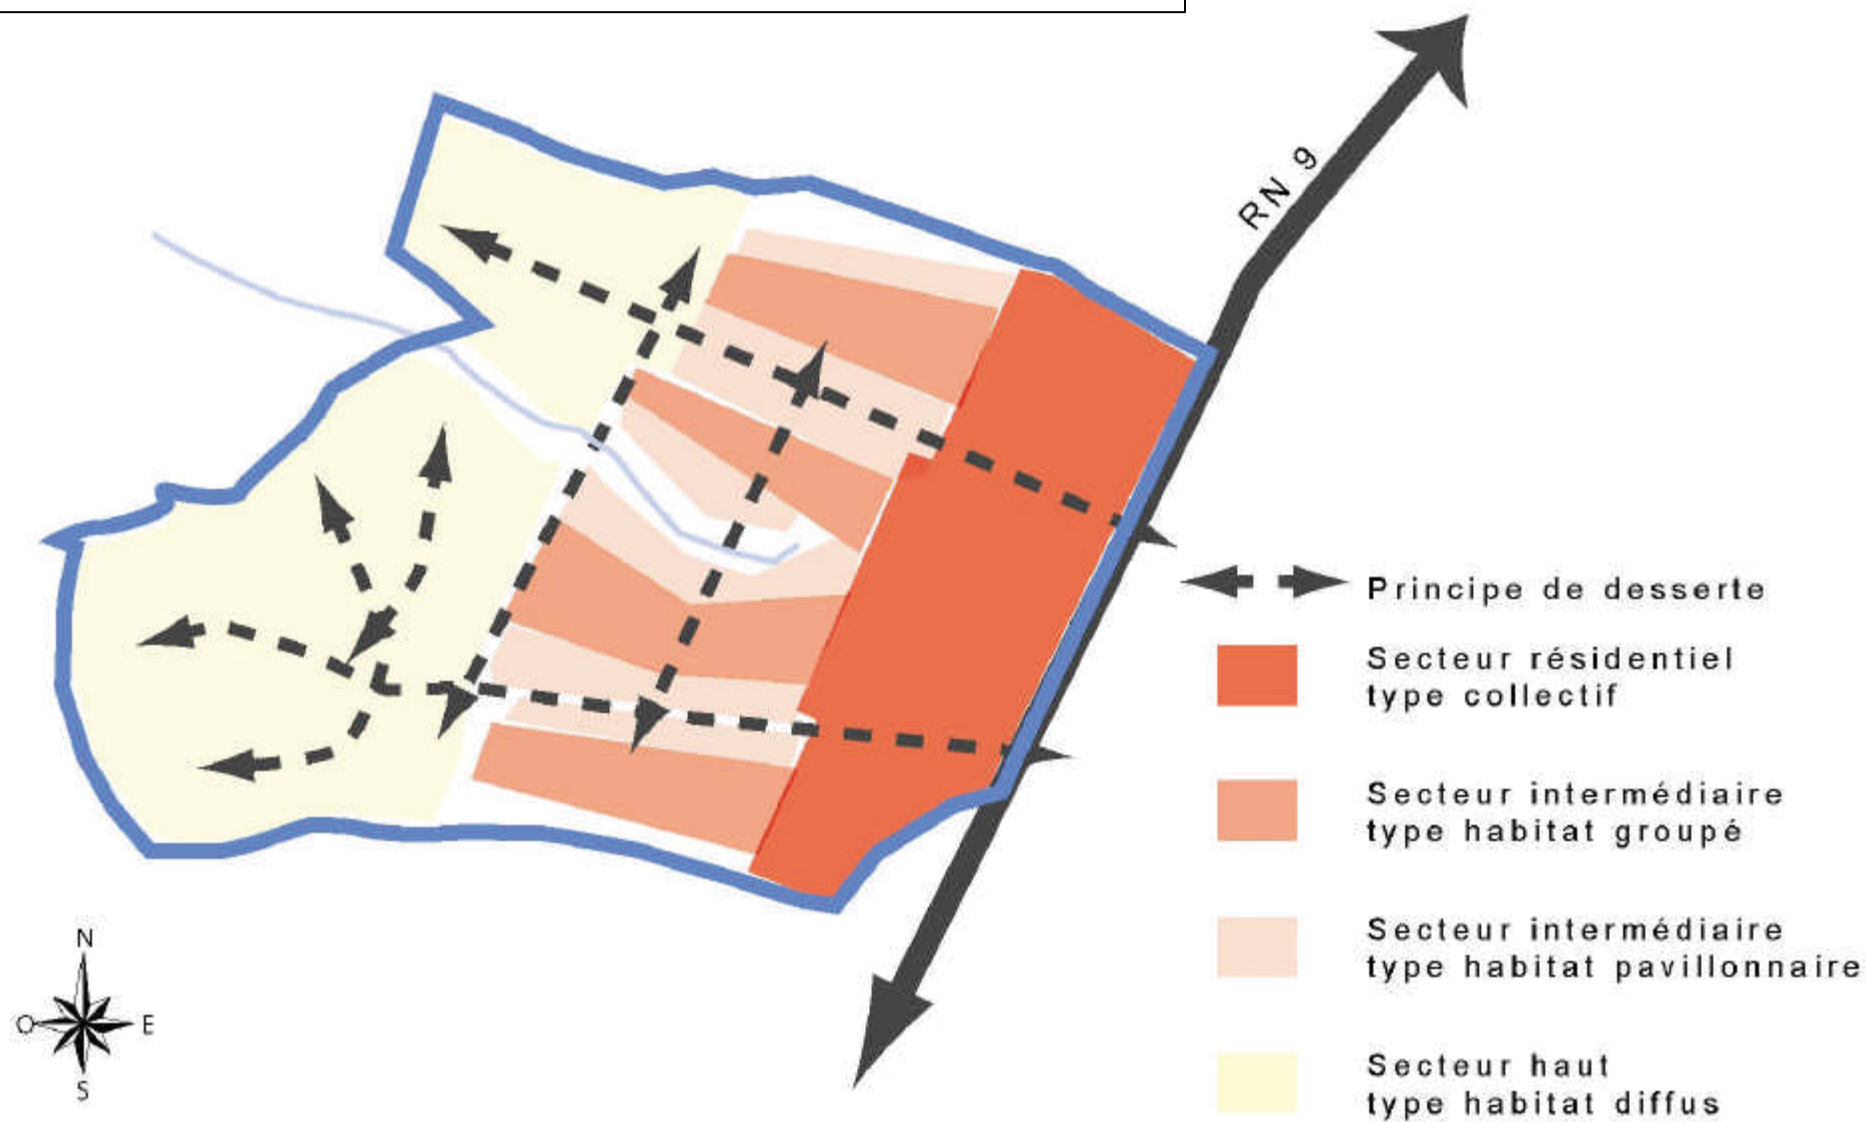 RN 9
Principe de desserte
Secteur résidentiel
type collectif
Secteur intermédiaire
type habitat groupé
Secteur intermédiaire
type habitat pavillonnaire
Secteur haut
type habitat diffus
N
O E
S